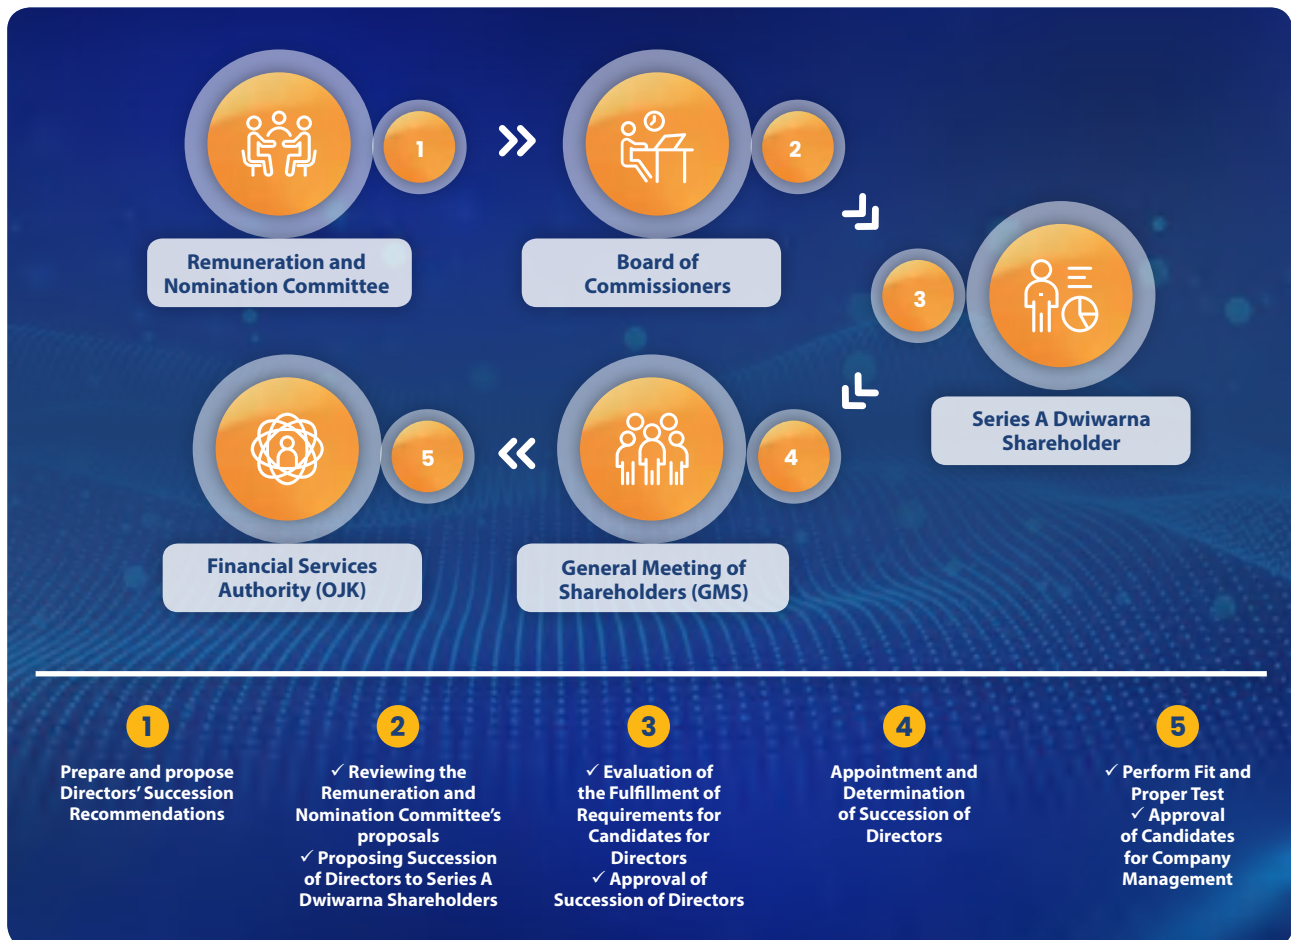 1
2
Remuneration and
Nomination Committee
Board of
Commissioners
3
Series A Dwiwarna
Shareholder
5
4
Financial Services
Authority (OJK)
General Meeting of
Shareholders (GMS)
1
Prepare and propose
Directors’ Succession
Recommendations
2
✓ Reviewing the
Remuneration and
Nomination Committee’s
proposals
✓ Proposing Succession
of Directors to Series A
Dwiwarna Shareholders
3
✓ Evaluation of
the Fulfillment of
Requirements for
Candidates for
Directors
✓ Approval of
Succession of Directors
4
Appointment and
Determination
of Succession of
Directors
5
✓ Perform Fit and
Proper Test
✓ Approval
of Candidates
for Company
Management